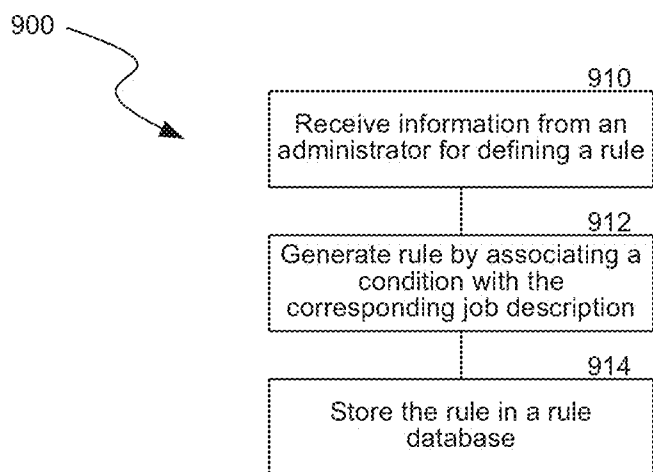 900
910
Receive information from an
administrator for defining a rule
912
Generate rule by associating a
condition with the
corresponding job description
914
Store the rule in a rule
database